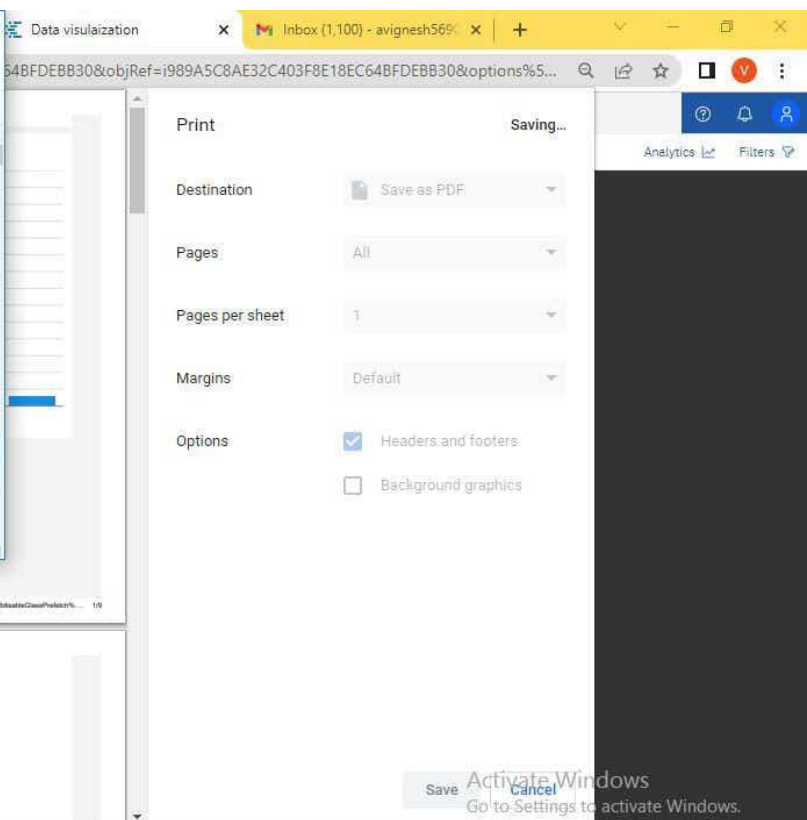 Data visulaization
Inbox (1,100) - avignesh569
64BFDEBB30&objRef=i989A5C8AE32C403F8E18EC64BFDEBB30&options%5...
V
Print
Saving...
Analytics
Filters
Destination
Save as PDF
Pages
All
Pages per sheet
1
Margins
Default
Options
Headers and footers
Background graphics
1/9
Save
Cancel
Activate Windows
Go to Settings to activate Windows.